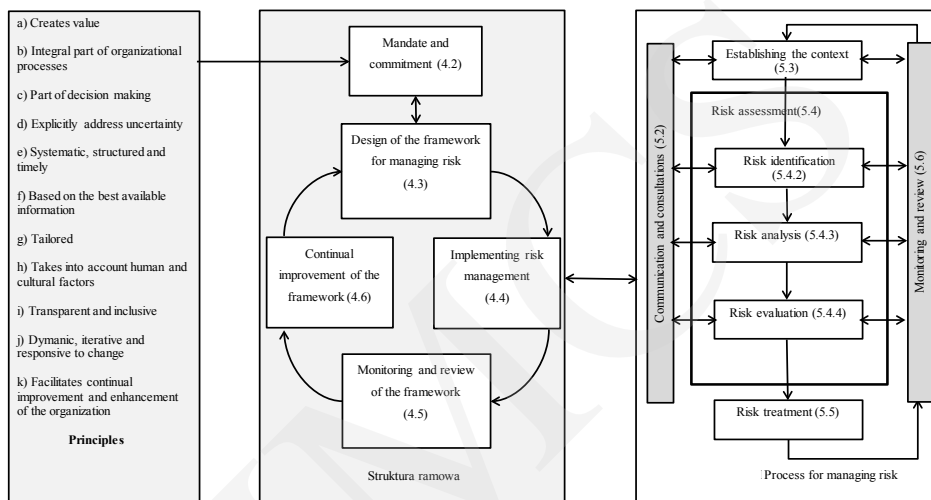 a) Creates value
b) Integral part of organizational
processes
c) Part of decision making
d) Explicitly address uncertainty
e) Systematic, structured and
timely
f) Based on the best available
information
g) Tailored
h) Takes into account human and
cultural factors
i) Transparent and inclusive
j) Dymanic, iterative and
responsive to change
k) Facilitates continual
improvement and enhancement
of the organization
Principles
Mandate and
commitment (4.2)
Design of the framework
for managing risk
(4.3)
Continual
improvement of the
framework (4.6)
Implementing risk
management
(4.4)
Monitoring and review
of the framework
(4.5)
Struktura ramowa
Communication and consultations (5.2)
Establishing the context
(5.3)
Risk assessment(5.4)
Risk identification
(5.4.2)
Risk analysis (5.4.3)
Risk evaluation (5.4.4)
Risk treatment (5.5)
Monitoring and review (5.6)
Process for managing risk